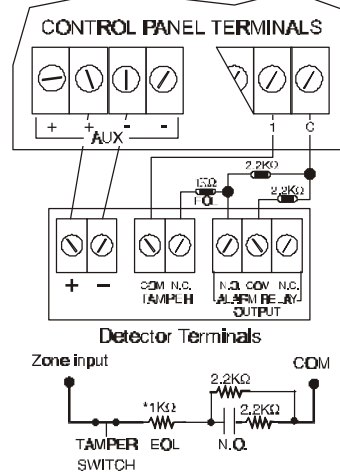 CONTROL PANEL TERMINALS
+ + - -
AUX
1 C
2.2KΩ
1KΩ 2.2KΩ
EOL
+ - COM N.C. N.O. COM N.C.
TAMPER ALARM RELAY
OUTPUT
Detector Terminals
Zone input COM
2.2KΩ
*1KΩ 2.2KΩ
TAMPER EOL N.O.
SWITCH